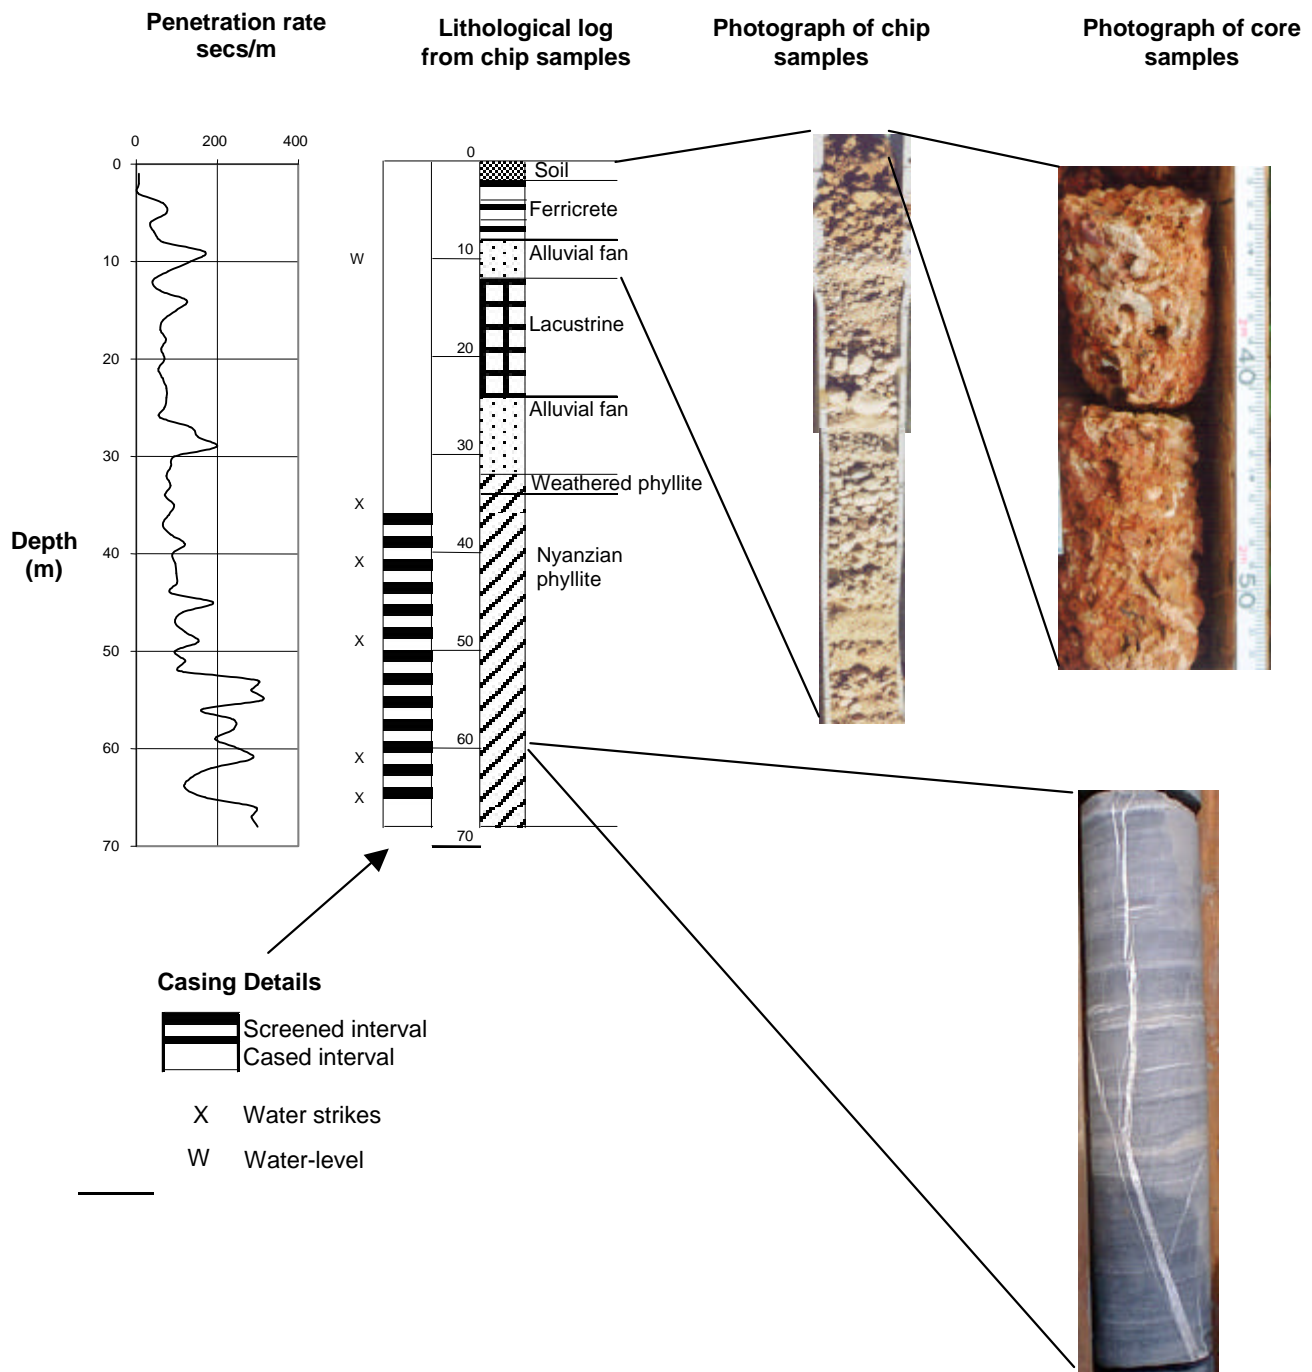 Penetration rate
secs/m
Lithological log
from chip samples
Photograph of chip
samples
Photograph of core
samples
0 200 400
0
10
20
30
40
50
60
70
Depth
(m)
W
X
X
X
X
X
0
10
20
30
40
50
60
70
Soil
Ferricrete
Alluvial fan
Lacustrine
Alluvial fan
Weathered phyllite
Nyanzian
phyllite
40
50
Casing Details
Screened interval
Cased interval
X Water strikes
W Water-level